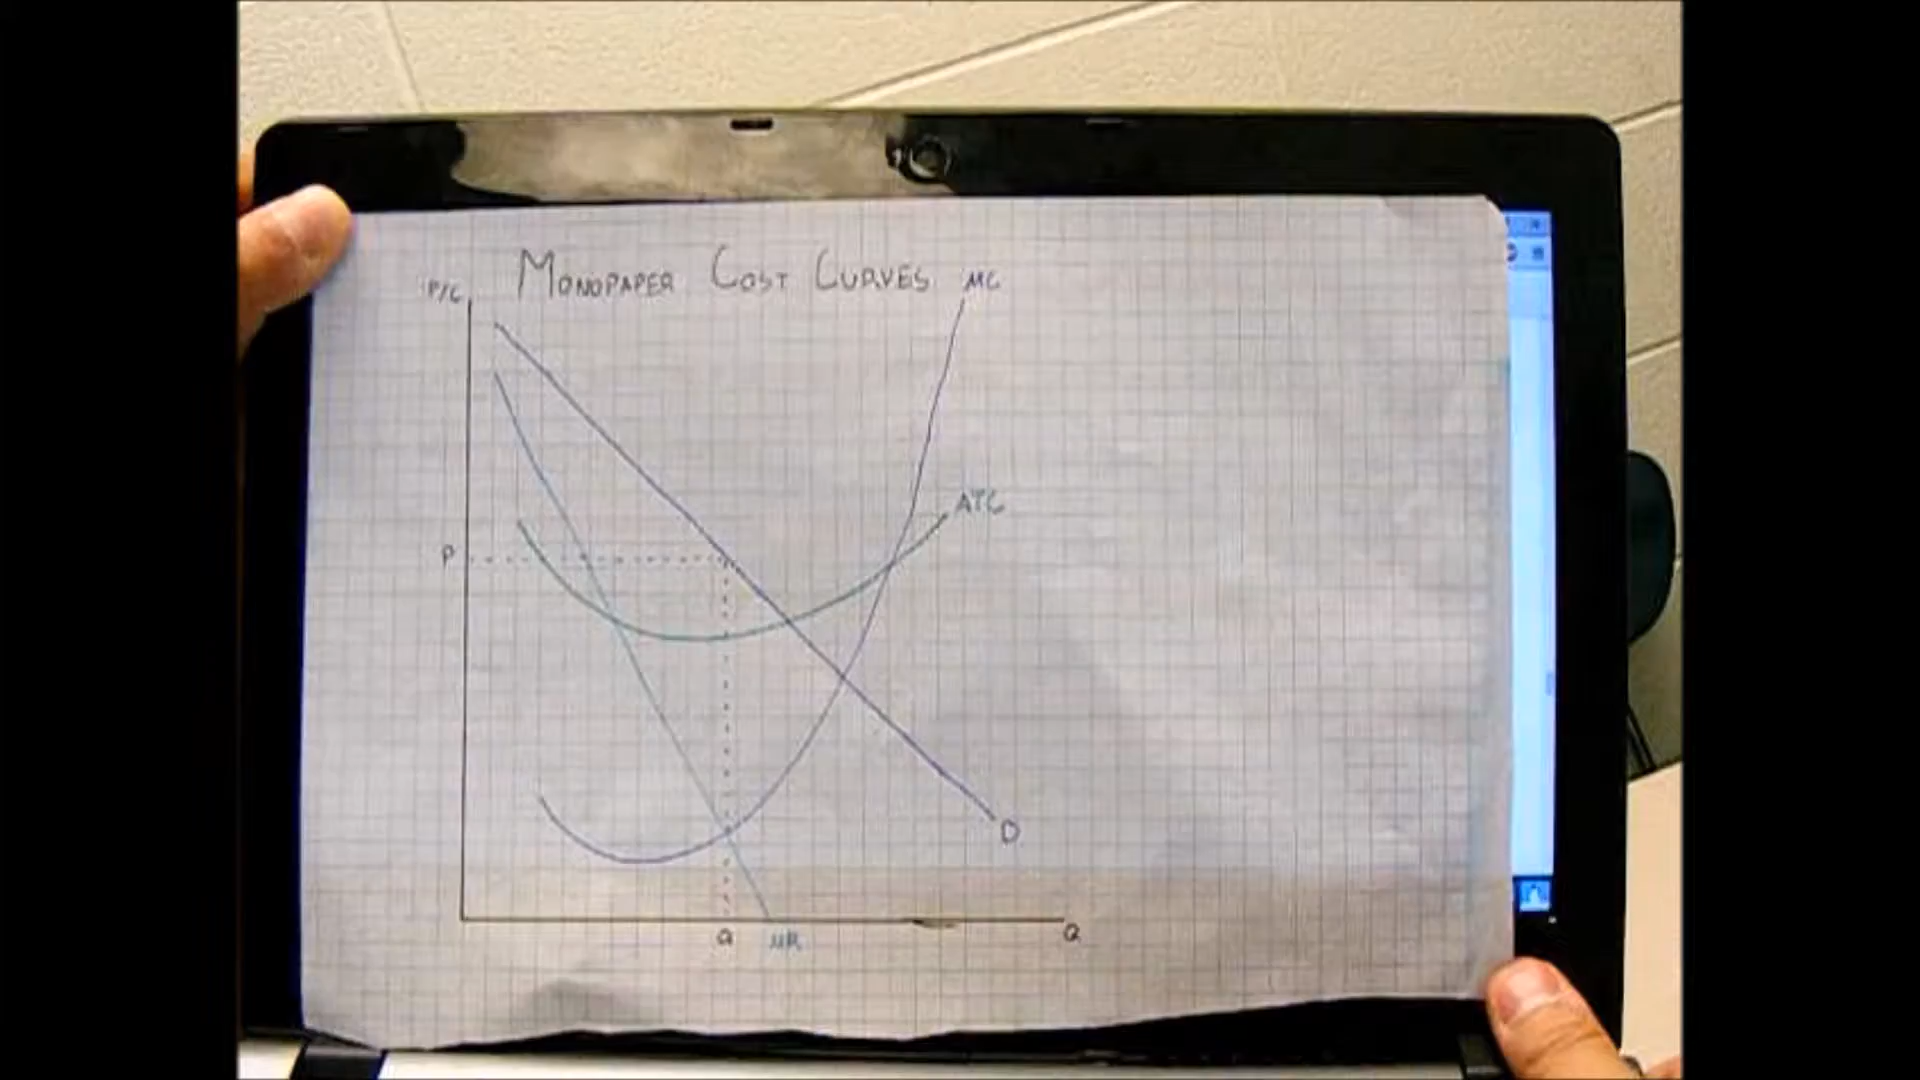 P/C
MONOPAPER COST CURVES
MC
ATC
P
D
Q
MR
Q